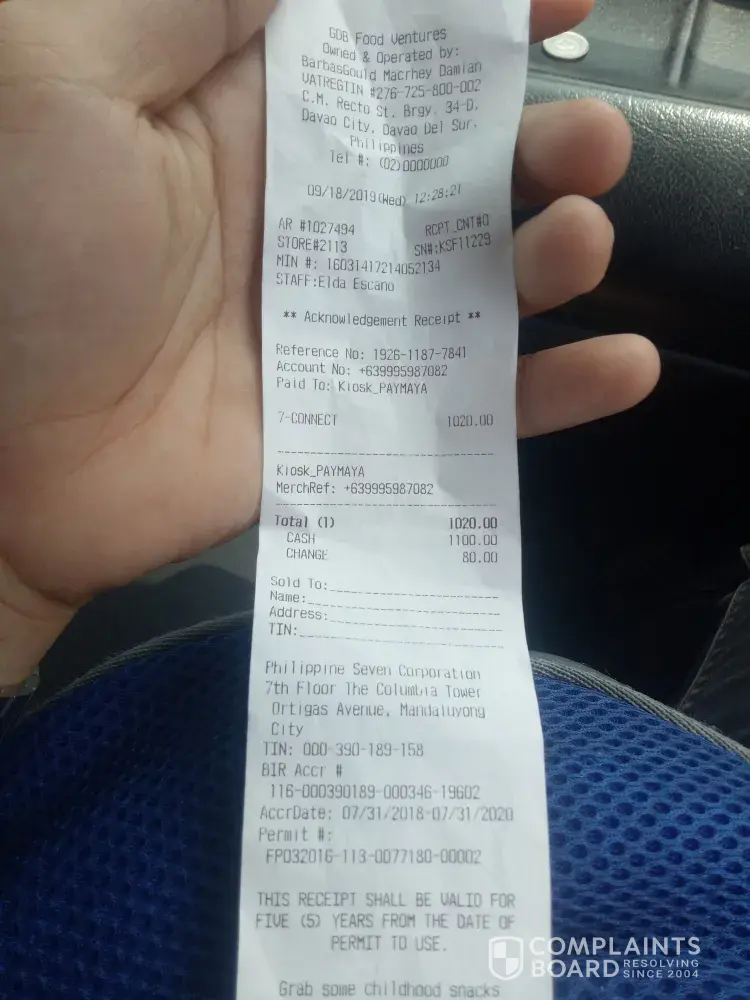 GDB Food Ventures
Owned & Operated by:
BarbasGould Macrhey Damian
VATREGTIN #276-725-800-002
C.M. Recto St. Brgy. 34-D,
Davao City, Davao Del Sur,
Philippines
Tel #: (02)0000000
09/18/2019(Wed) 12:28:21
AR #1027494 RCPT_CNT#0
STORE#2113 SN#:KSF11229
MIN #: 16031417214052134
STAFF:Elda Escano
** Acknowledgement Receipt **
Reference No: 1926-1187-7841
Account No: +639995987082
Paid To: Kiosk_PAYMAYA
7-CONNECT 1020.00
Kiosk_PAYMAYA
MerchRef: +639995987082
Total (1) 1020.00
CASH 1100.00
CHANGE 80.00
Sold To:
Name:
Address:
TIN:
Philippine Seven Corporation
7th Floor The Columbia Tower
Ortigas Avenue, Mandaluyong
City
TIN: 000-390-189-158
BIR Accr #
116-000390189-000346-19602
AccrDate: 07/31/2018-07/31/2020
Permit #:
FP032016-113-0077180-00002
THIS RECEIPT SHALL BE VALID FOR
FIVE (5) YEARS FROM THE DATE OF
PERMIT TO USE.
Grab some childhood snacks
COMPLAINTS
BOARD RESOLVING SINCE 2004